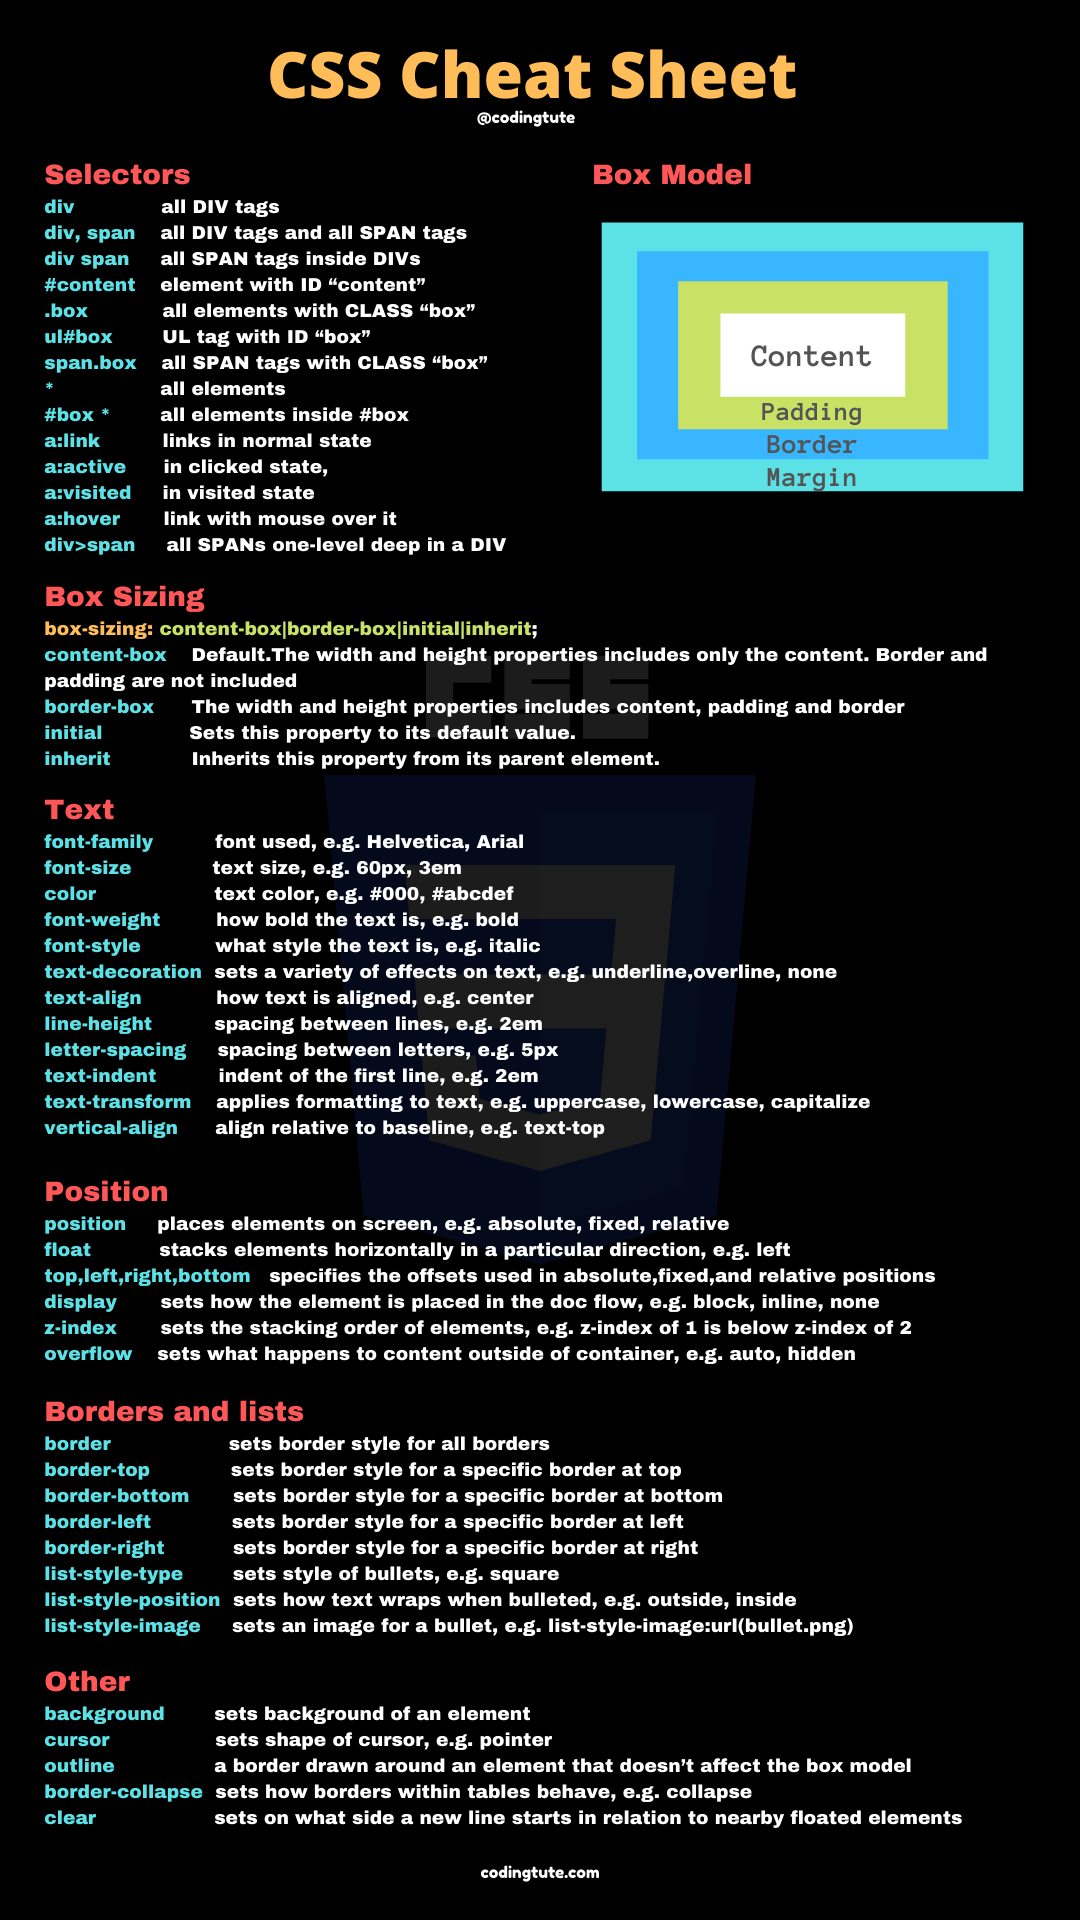 CSS Cheat Sheet
@codingtute
Selectors
div all DIV tags
div, span all DIV tags and all SPAN tags
div span all SPAN tags inside DIVs
#content element with ID “content”
.box all elements with CLASS “box”
ul#box UL tag with ID “box”
span.box all SPAN tags with CLASS “box”
* all elements
#box * all elements inside #box
a:link links in normal state
a:active in clicked state,
a:visited in visited state
a:hover link with mouse over it
div>span all SPANs one-level deep in a DIV
Box Model
Content
Padding
Border
Margin
Box Sizing
box-sizing: content-box|border-box|initial|inherit;
content-box Default.The width and height properties includes only the content. Border and
padding are not included
border-box The width and height properties includes content, padding and border
initial Sets this property to its default value.
inherit Inherits this property from its parent element.
CSS
Text
font-family font used, e.g. Helvetica, Arial
font-size text size, e.g. 60px, 3em
color text color, e.g. #000, #abcdef
font-weight how bold the text is, e.g. bold
font-style what style the text is, e.g. italic
text-decoration sets a variety of effects on text, e.g. underline,overline, none
text-align how text is aligned, e.g. center
line-height spacing between lines, e.g. 2em
letter-spacing spacing between letters, e.g. 5px
text-indent indent of the first line, e.g. 2em
text-transform applies formatting to text, e.g. uppercase, lowercase, capitalize
vertical-align align relative to baseline, e.g. text-top
Position
position places elements on screen, e.g. absolute, fixed, relative
float stacks elements horizontally in a particular direction, e.g. left
top,left,right,bottom specifies the offsets used in absolute,fixed,and relative positions
display sets how the element is placed in the doc flow, e.g. block, inline, none
z-index sets the stacking order of elements, e.g. z-index of 1 is below z-index of 2
overflow sets what happens to content outside of container, e.g. auto, hidden
Borders and lists
border sets border style for all borders
border-top sets border style for a specific border at top
border-bottom sets border style for a specific border at bottom
border-left sets border style for a specific border at left
border-right sets border style for a specific border at right
list-style-type sets style of bullets, e.g. square
list-style-position sets how text wraps when bulleted, e.g. outside, inside
list-style-image sets an image for a bullet, e.g. list-style-image:url(bullet.png)
Other
background sets background of an element
cursor sets shape of cursor, e.g. pointer
outline a border drawn around an element that doesn’t affect the box model
border-collapse sets how borders within tables behave, e.g. collapse
clear sets on what side a new line starts in relation to nearby floated elements
codingtute.com